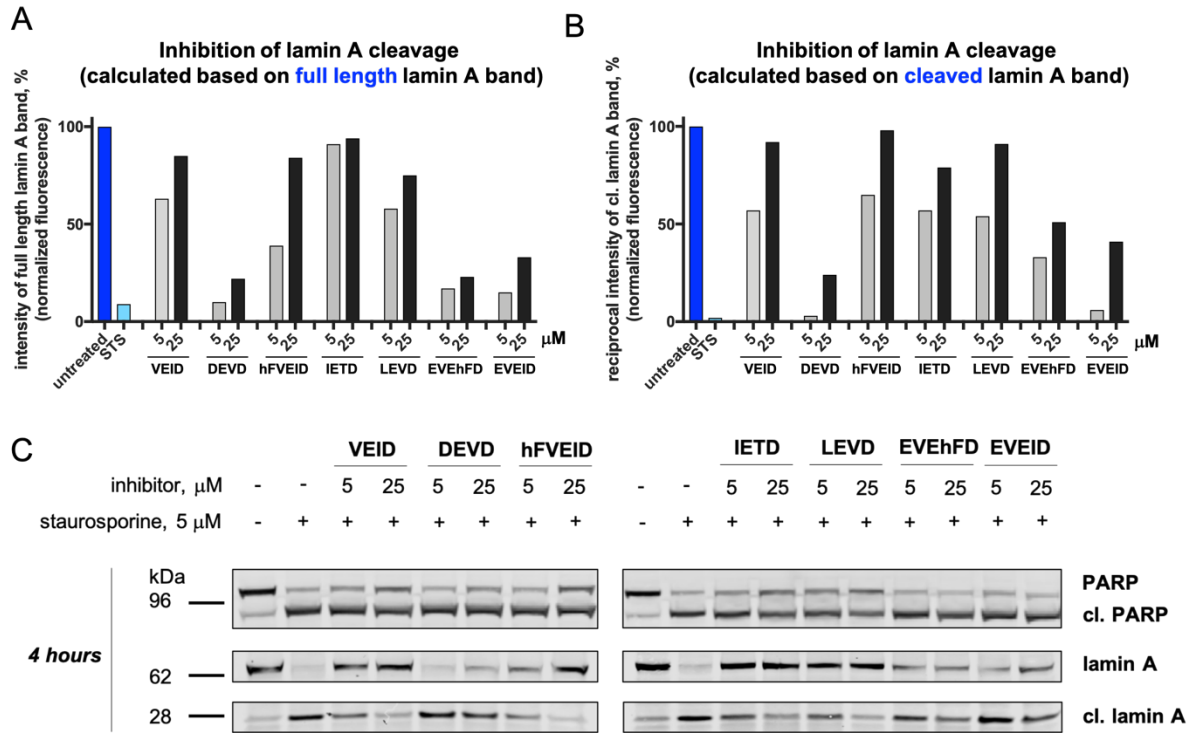 A
Inhibition of lamin A cleavage
(calculated based on full length lamin A band)
intensity of full length lamin A band, %
(normalized fluorescence)
100
50
0
untreated
STS
5 25 5 25 5 25 5 25 5 25 5 25 5 25 μM
VEID DEVD hFVEID IETD LEVD EVEhFD EVEID
B
Inhibition of lamin A cleavage
(calculated based on cleaved lamin A band)
reciprocal intensity of cl. lamin A band, %
(normalized fluorescence)
100
50
0
untreated
STS
5 25 5 25 5 25 5 25 5 25 5 25 5 25 μM
VEID DEVD hFVEID IETD LEVD EVEhFD EVEID
C
VEID DEVD hFVEID IETD LEVD EVEhFD EVEID
inhibitor, μM - - 5 25 5 25 5 25 - - 5 25 5 25 5 25 5 25
staurosporine, 5 μM - + + + + + + + - + + + + + + + + +
kDa
96
PARP
cl. PARP
4 hours
62
lamin A
28
cl. lamin A